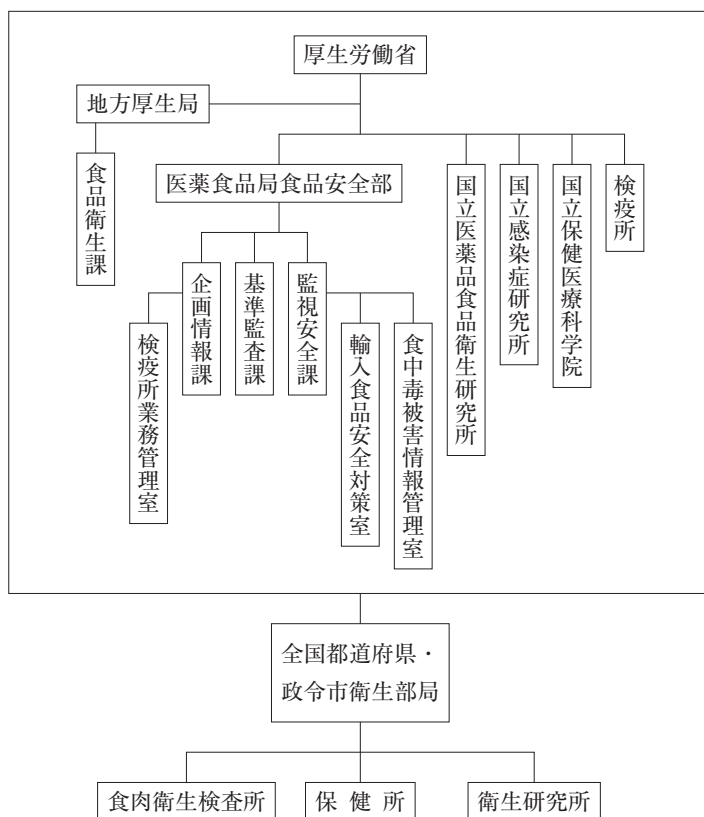 厚生労働省
地方厚生局
食品衛生課
医薬食品局食品安全部
国立医薬品食品衛生研究所
国立感染症研究所
国立保健医療科学院
検疫所
企画情報課
基準監査課
監視安全課
検疫所業務管理室
輸入食品安全対策室
食中毒被害情報管理室
全国都道府県・
政令市衛生部局
食肉衛生検査所
保健所
衛生研究所